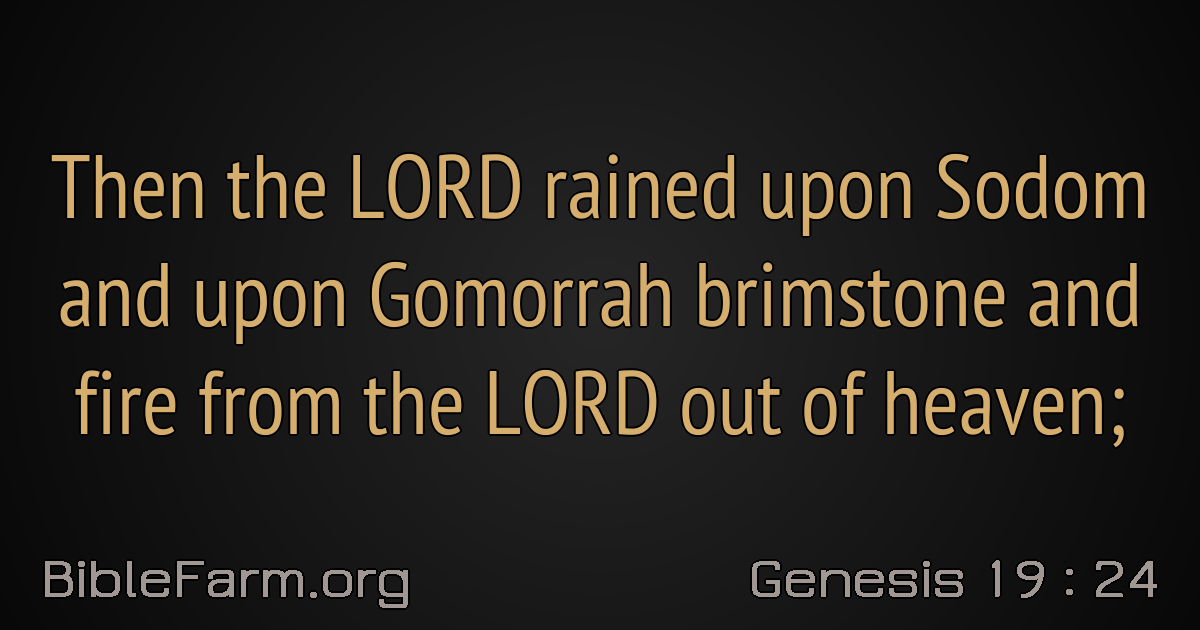 Then the LORD rained upon Sodom
and upon Gomorrah brimstone and
fire from the LORD out of heaven;
BibleFarm.org
Genesis 19 : 24